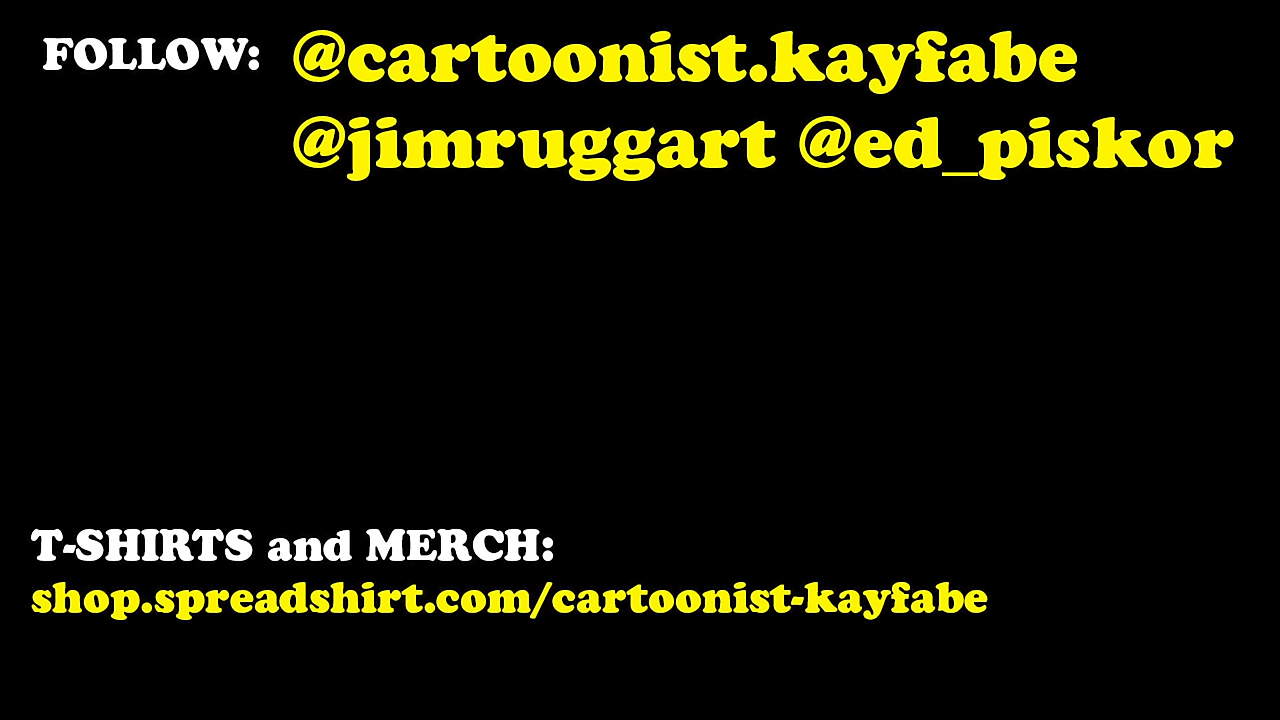 FOLLOW: @cartoonist.kayfabe
@jimruggart @ed_piskor
T-SHIRTS and MERCH:
shop.spreadshirt.com/cartoonist-kayfabe